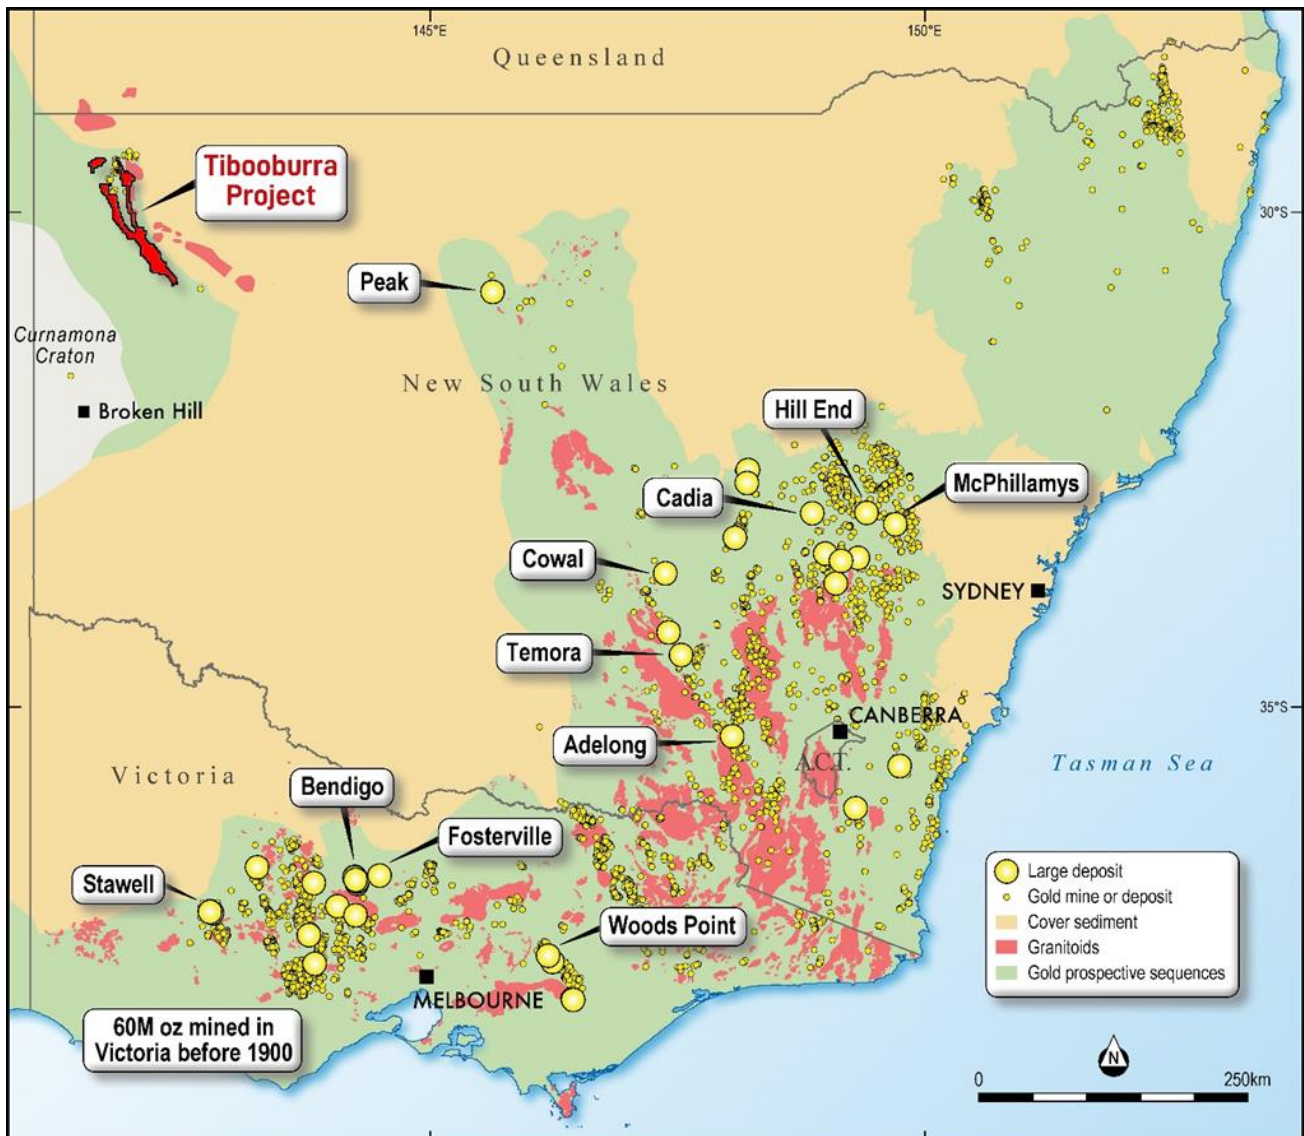 145°E
150°E
Queensland
Tibooburra
Project
30°S
Peak
Curnamona
Craton
New South Wales
Broken Hill
Hill End
McPhillamys
Cadia
Cowal
SYDNEY
Temora
35°S
CANBERRA
Adelong
A.C.T.
Tasman Sea
Victoria
Bendigo
Fosterville
Stawell
Woods Point
MELBOURNE
60M oz mined in
Victoria before 1900
Large deposit
Gold mine or deposit
Cover sediment
Granitoids
Gold prospective sequences
N
0
250km